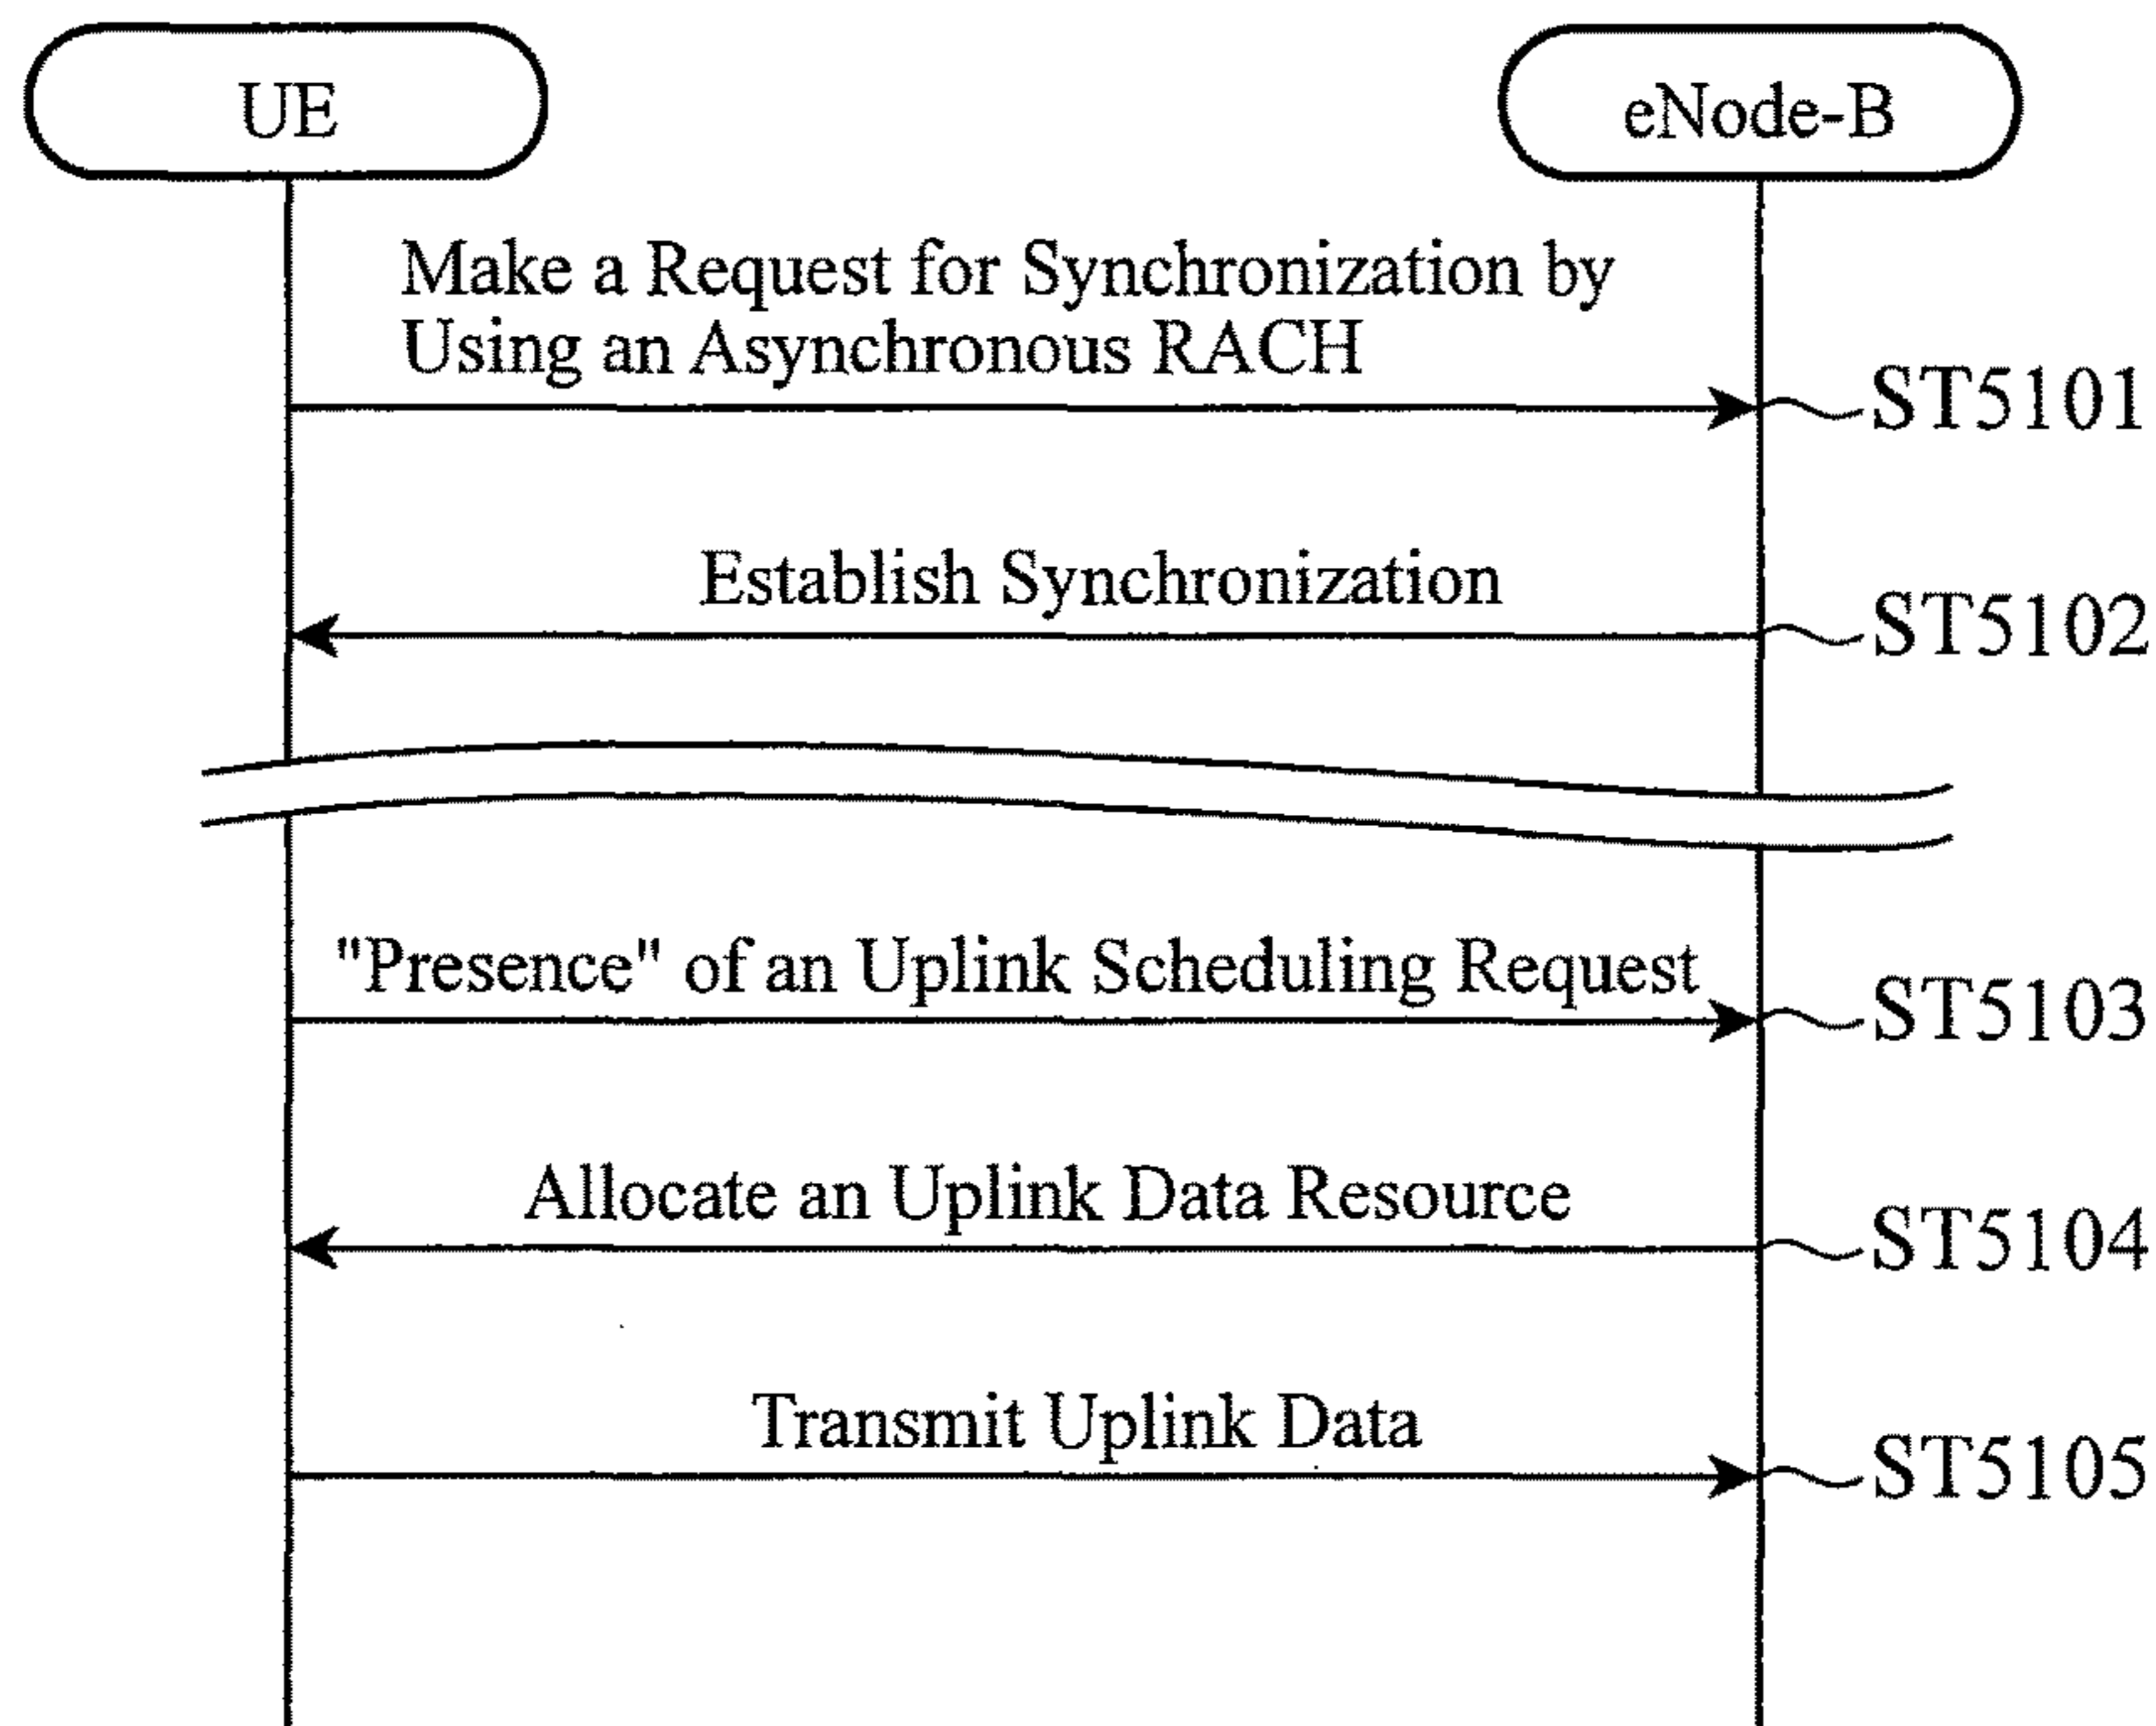 UE
eNode-B
Make a Request for Synchronization by
Using an Asynchronous RACH
ST5101
Establish Synchronization
ST5102
"Presence" of an Uplink Scheduling Request
ST5103
Allocate an Uplink Data Resource
ST5104
Transmit Uplink Data
ST5105